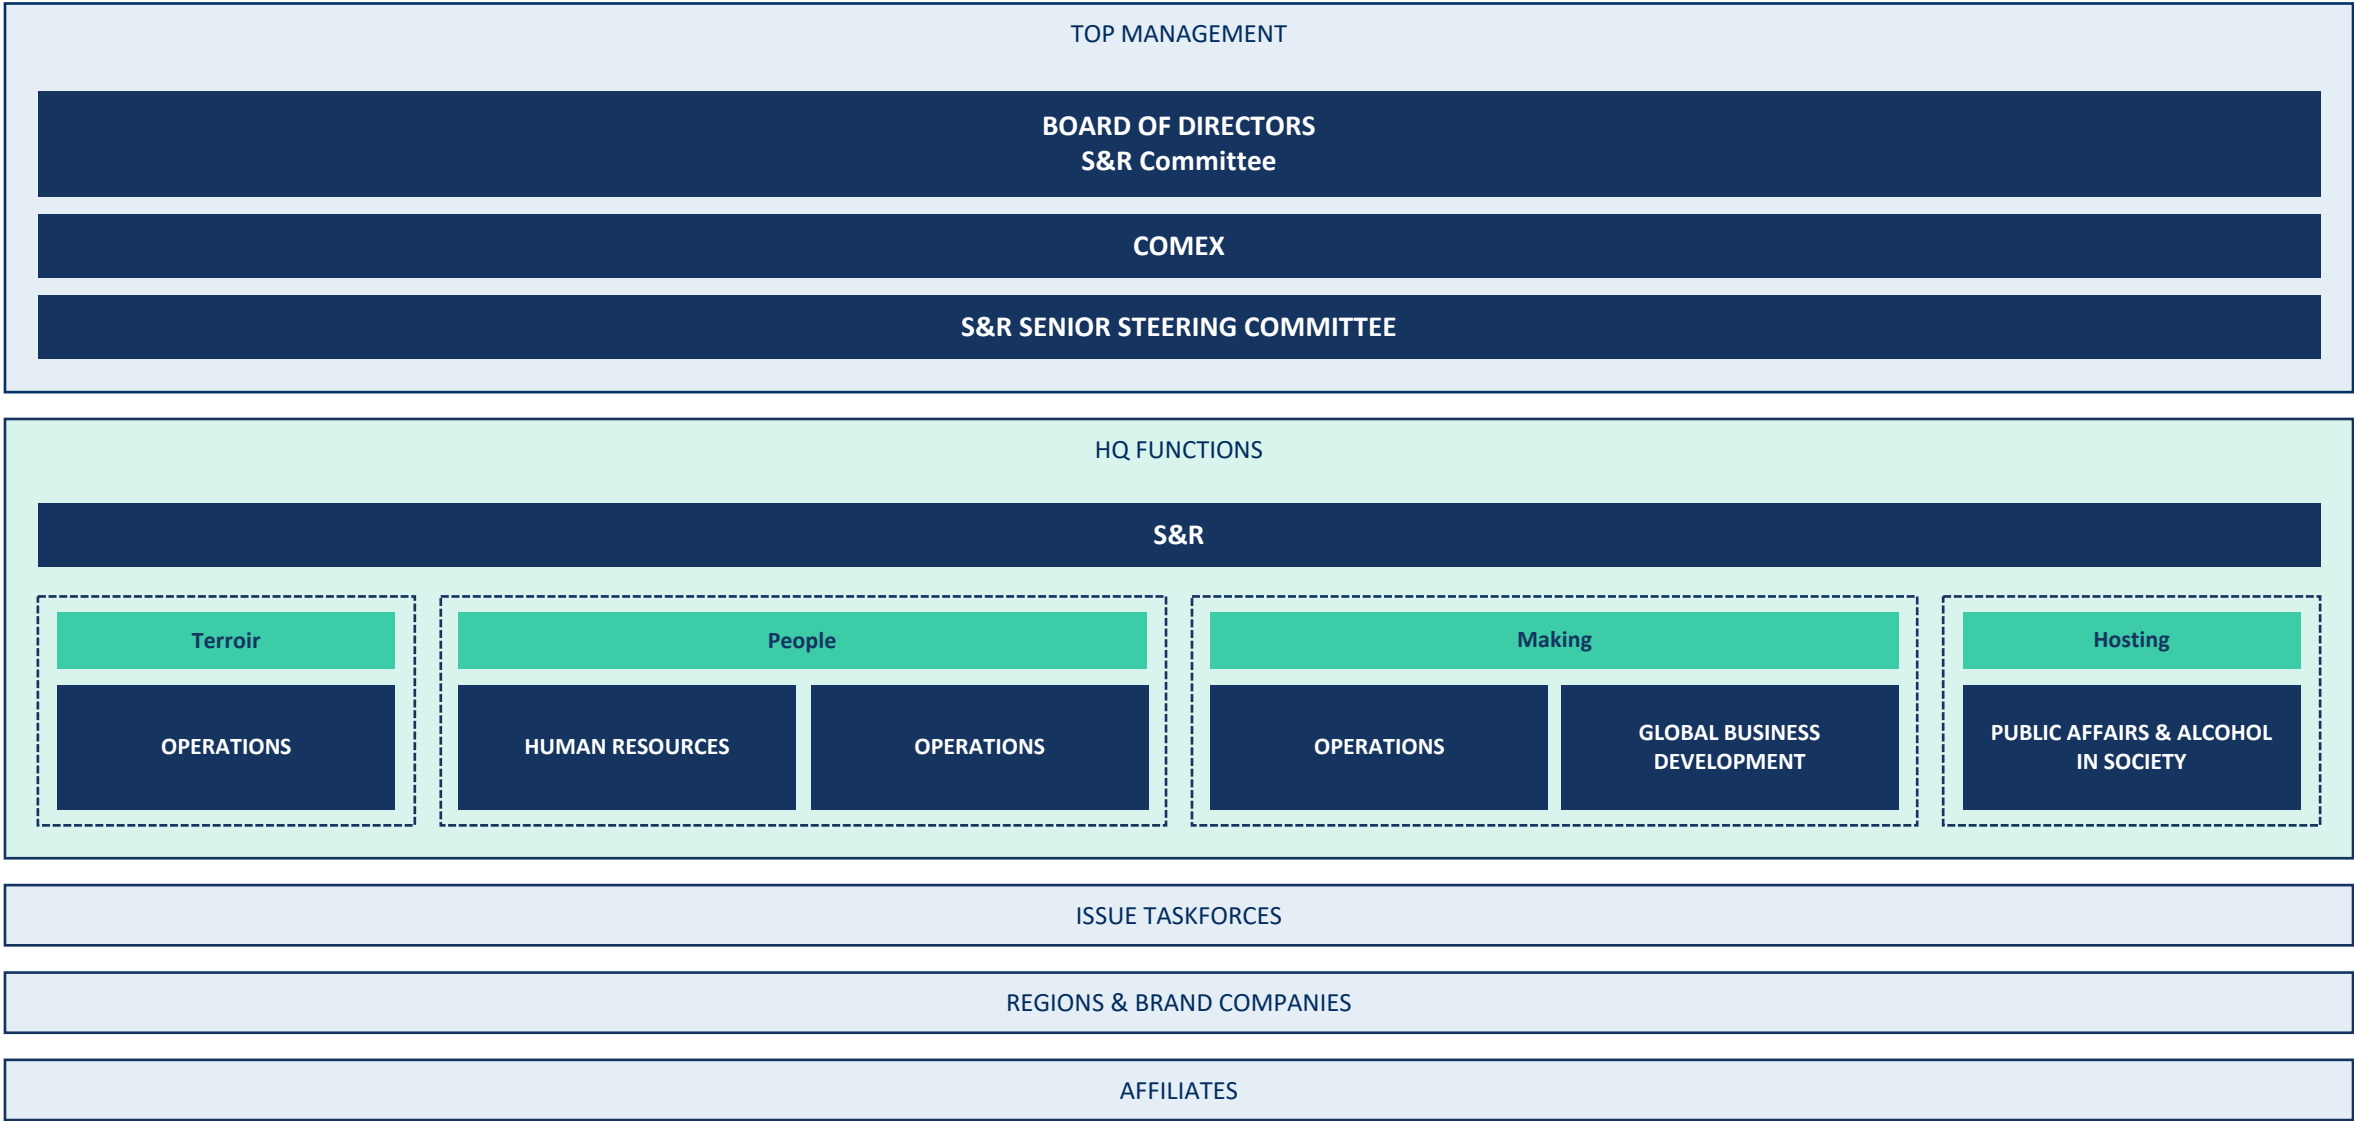 TOP MANAGEMENT
BOARD OF DIRECTORS
S&R Committee
COMEX
S&R SENIOR STEERING COMMITTEE
HQ FUNCTIONS
S&R
Terroir
OPERATIONS
People
HUMAN RESOURCES
OPERATIONS
Making
OPERATIONS
GLOBAL BUSINESS
DEVELOPMENT
Hosting
PUBLIC AFFAIRS & ALCOHOL
IN SOCIETY
ISSUE TASKFORCES
REGIONS & BRAND COMPANIES
AFFILIATES